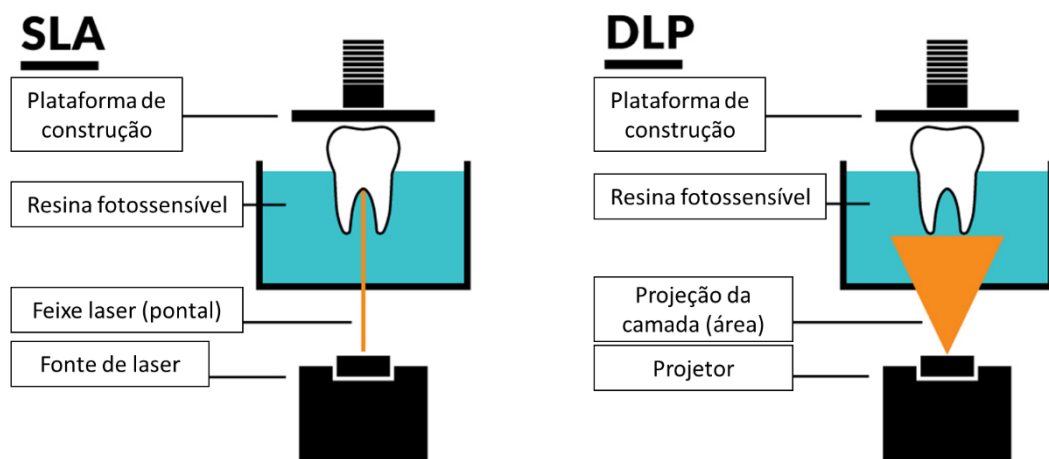 SLA
Plataforma de
construção
Resina fotossensível
Feixe laser (pontal)
Fonte de laser
DLP
Plataforma de
construção
Resina fotossensível
Projeção da
camada (área)
Projetor